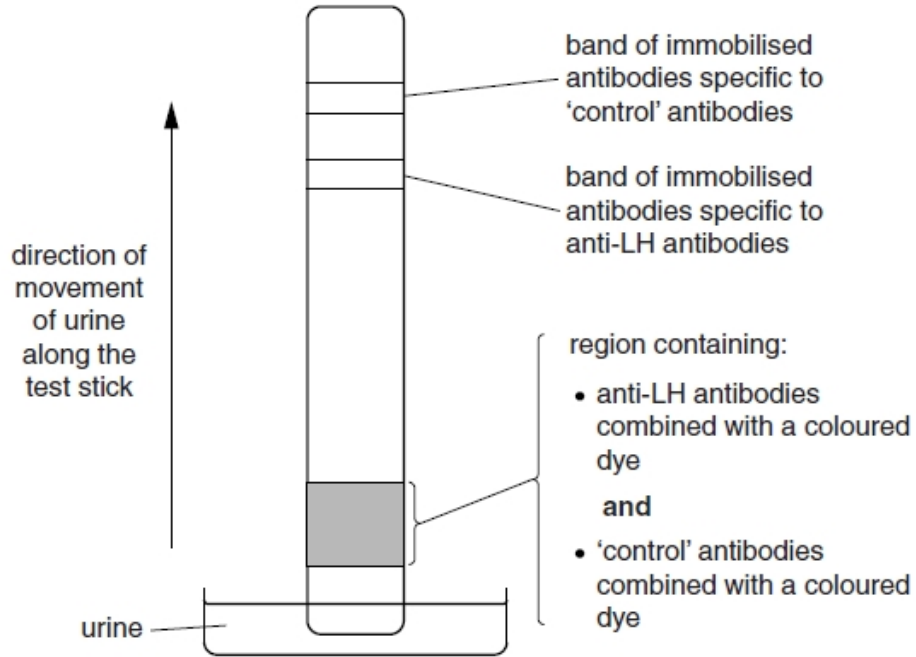 band of immobilised
antibodies specific to
‘control’ antibodies
band of immobilised
antibodies specific to
anti-LH antibodies
direction of
movement
of urine
along the
test stick
region containing:
• anti-LH antibodies
combined with a coloured
dye
and
• ‘control’ antibodies
combined with a coloured
dye
urine